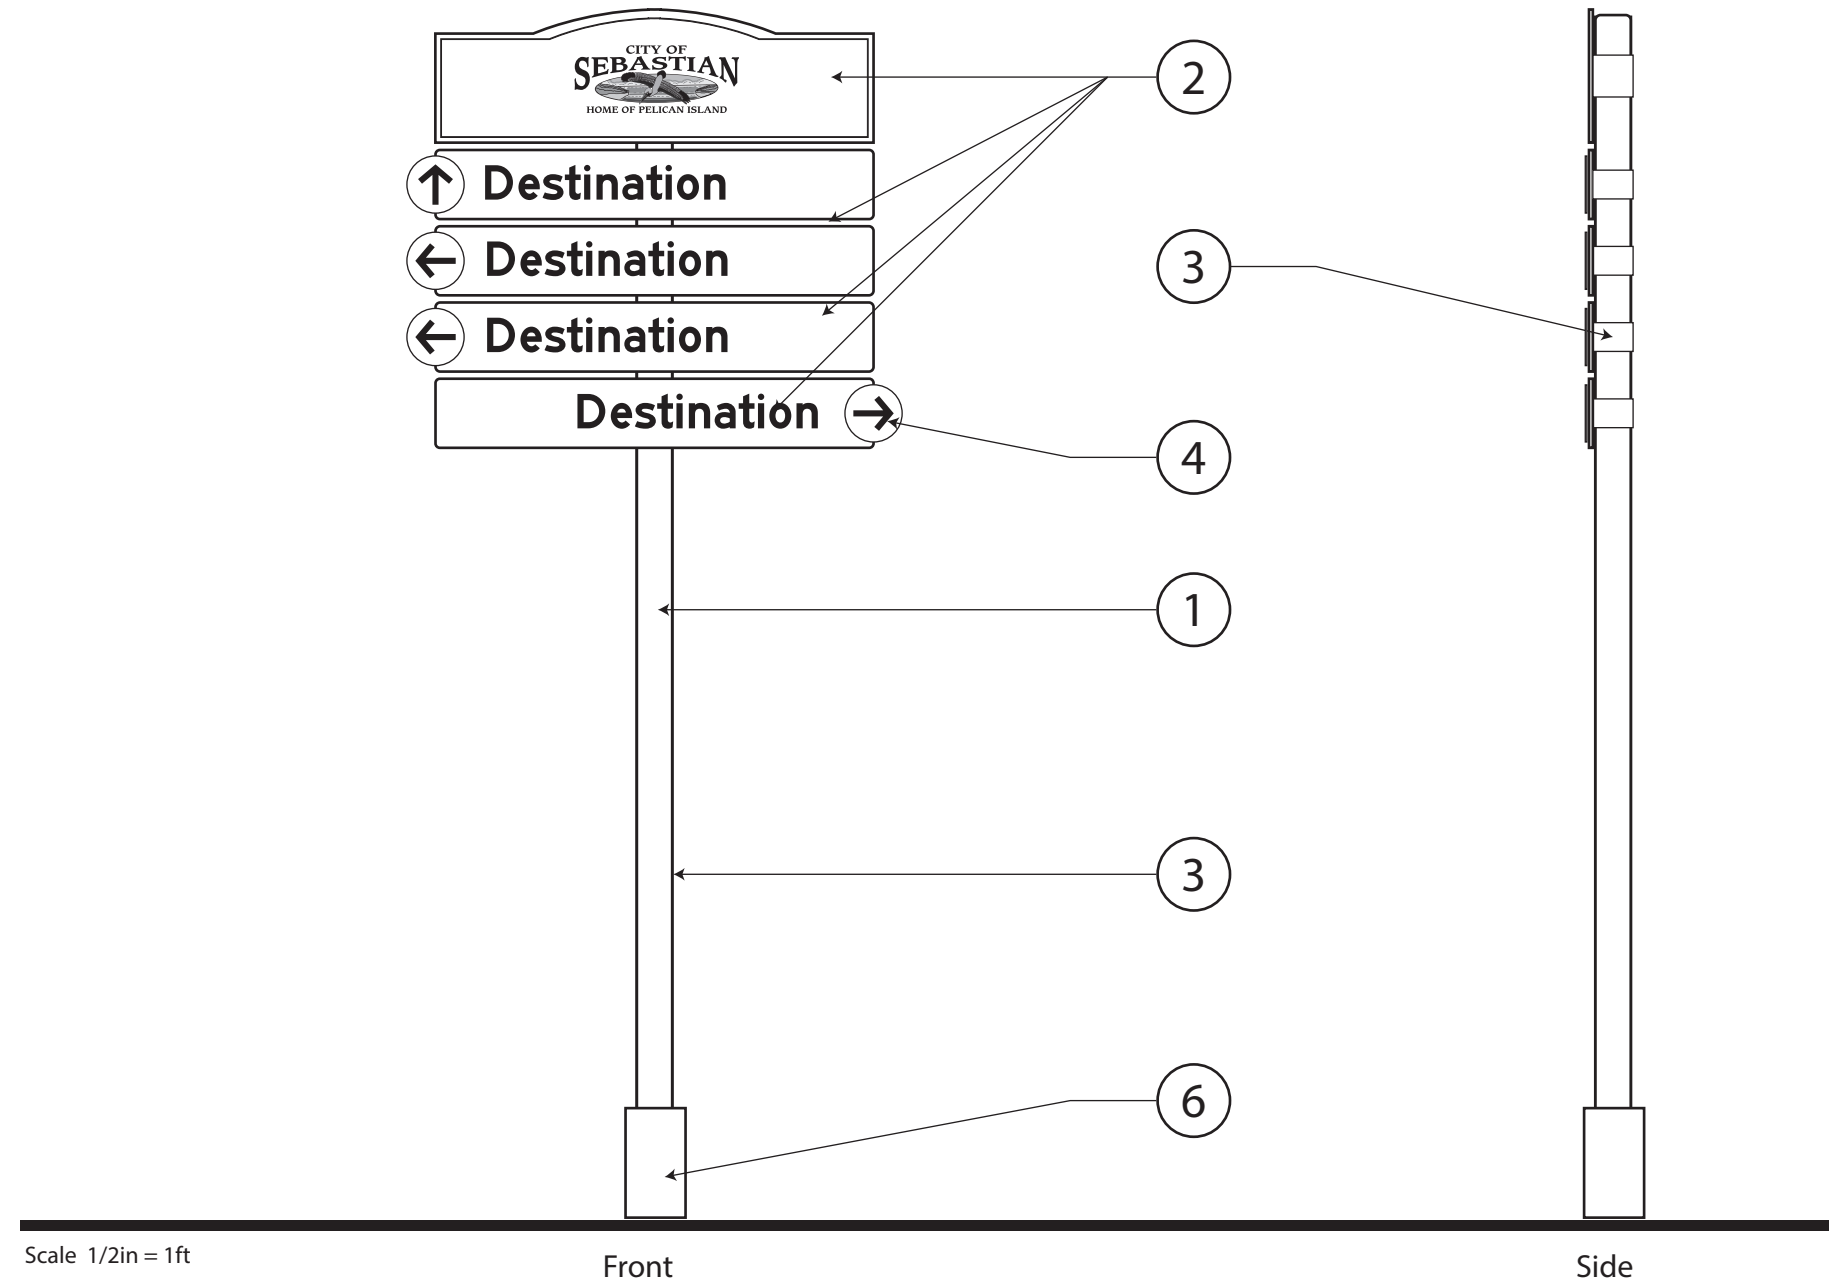 CITY OF
SEBASTIAN
HOME OF PELICAN ISLAND
2
Destination
Destination
3
Destination
Destination
4
1
3
6
Scale 1/2in = 1ft
Front
Side